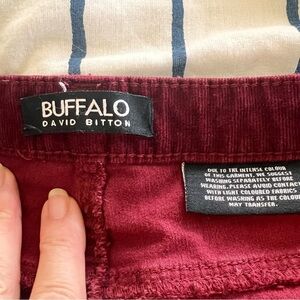 BUFFALO
DAVID BITTON
DUE TO THE INTENSE COLOUR
OF THIS GARMENT, WE SUGGEST
WASHING SEPARATELY BEFORE
WEARING. PLEASE AVOID CONTACT
WITH LIGHT COLOURED FABRICS
BEFORE WASHING AS THE COLOUR
MAY TRANSFER.